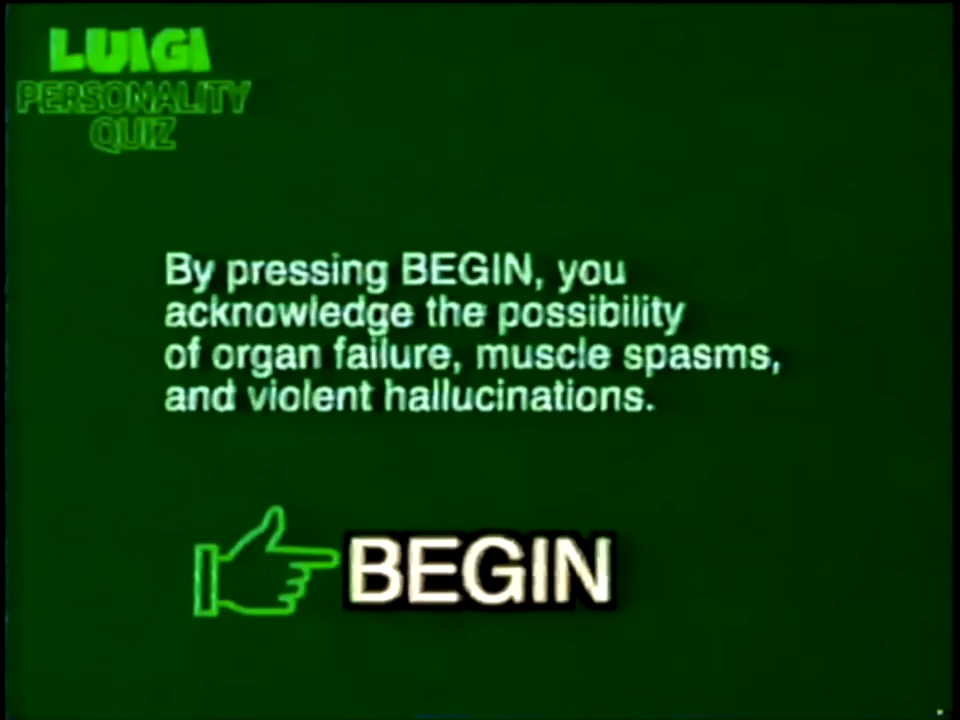 LUIGI
PERSONALITY
QUIZ
By pressing BEGIN, you
acknowledge the possibility
of organ failure, muscle spasms,
and violent hallucinations.
BEGIN